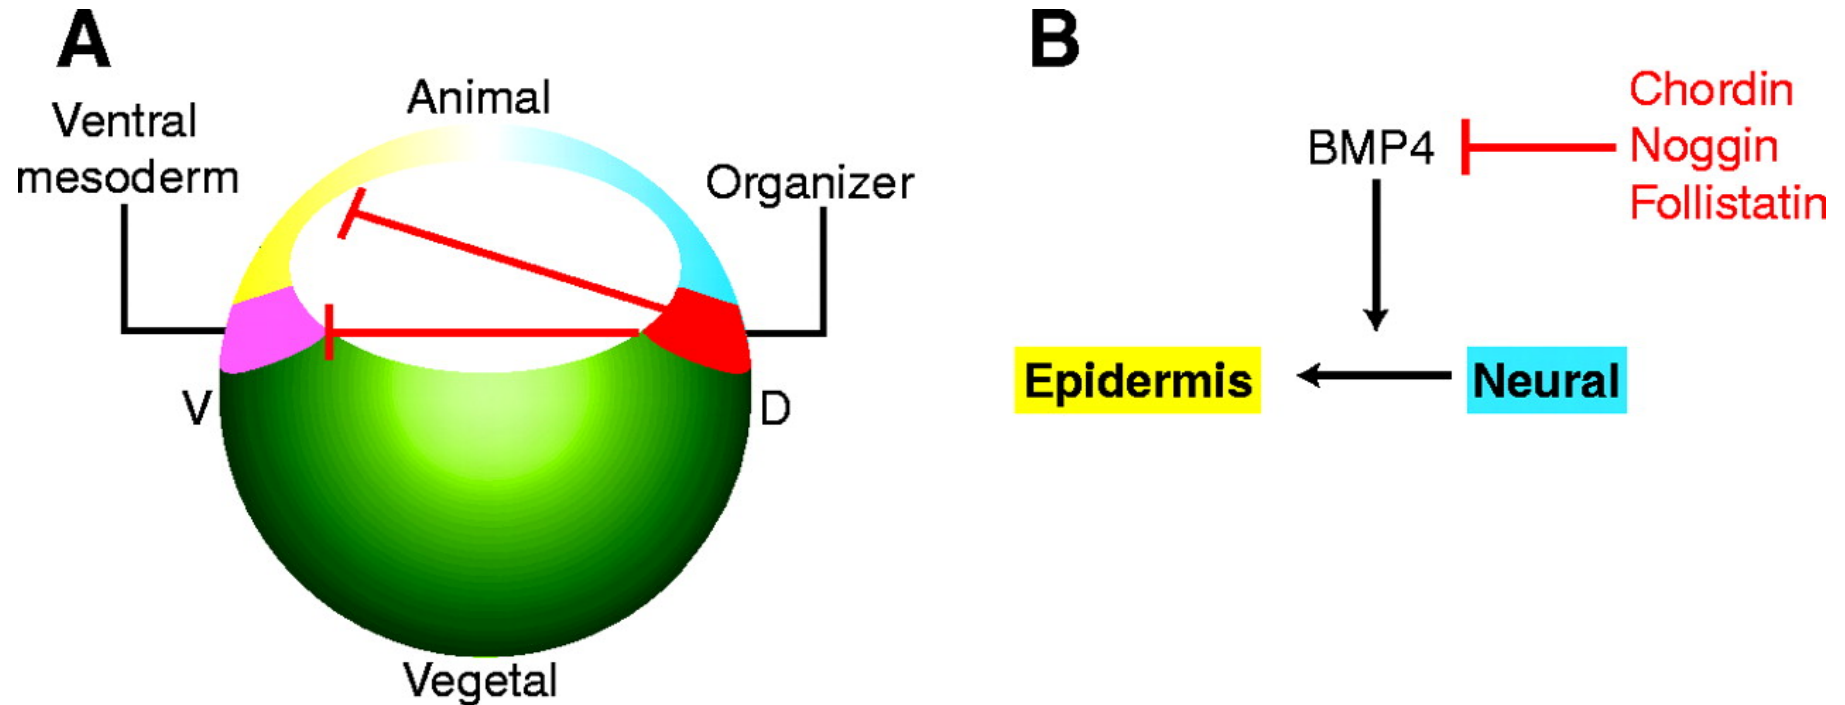 A
Animal
Ventral
mesoderm
Organizer
V
D
Vegetal
B
Chordin
BMP4
Noggin
Follistatin
Epidermis
Neural